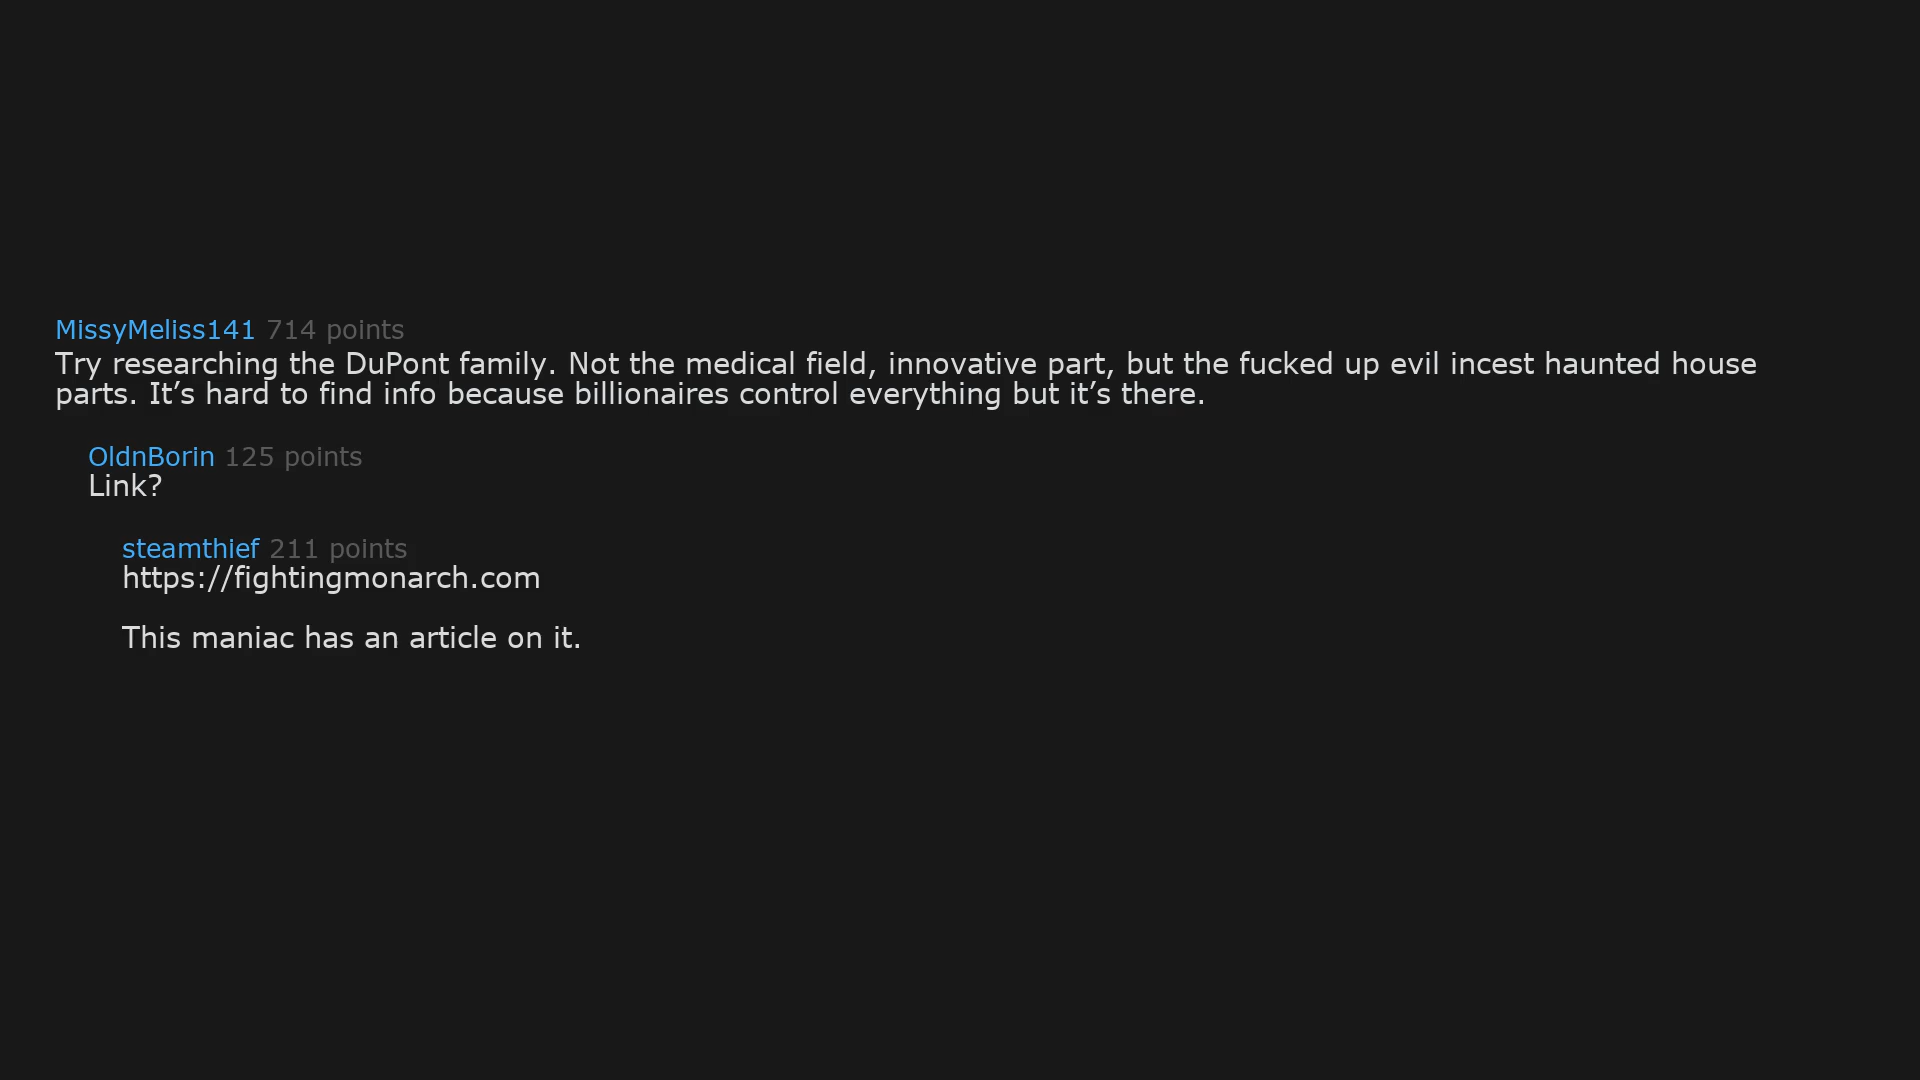 MissyMeliss141 714 points
Try researching the DuPont family. Not the medical field, innovative part, but the fucked up evil incest haunted house
parts. It’s hard to find info because billionaires control everything but it’s there.
OldnBorin 125 points
Link?
steamthief 211 points
https://fightingmonarch.com
This maniac has an article on it.